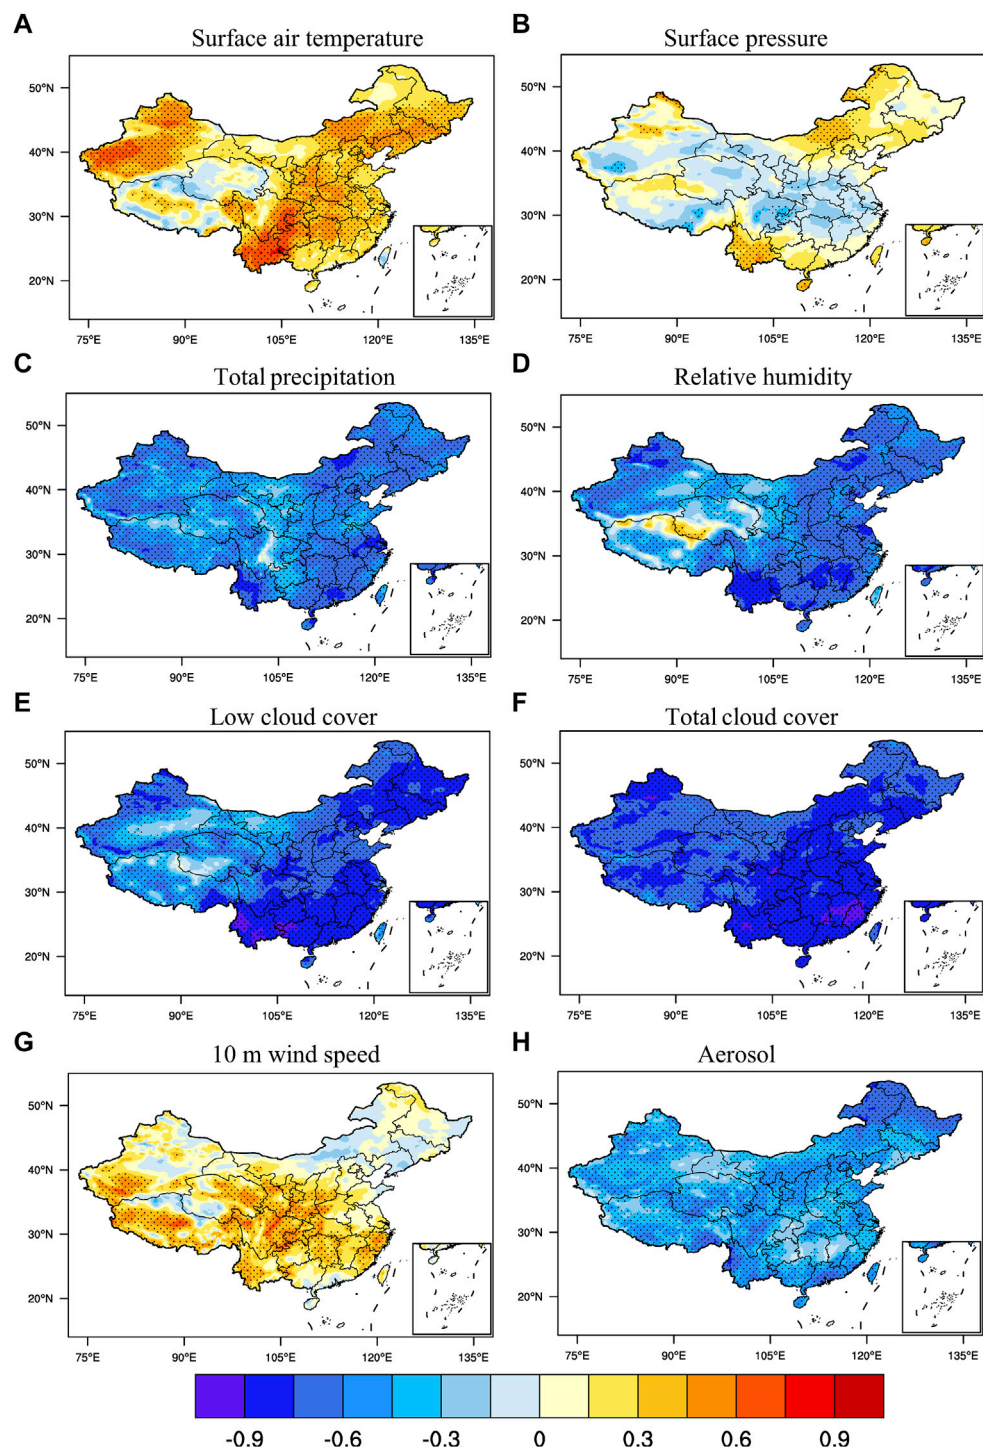 A
Surface air temperature
B
Surface pressure
50°N
40°N
30°N
20°N
75°E 90°E 105°E 120°E 135°E
50°N
40°N
30°N
20°N
75°E 90°E 105°E 120°E 135°E
C
Total precipitation
D
Relative humidity
50°N
40°N
30°N
20°N
75°E 90°E 105°E 120°E 135°E
50°N
40°N
30°N
20°N
75°E 90°E 105°E 120°E 135°E
E
Low cloud cover
F
Total cloud cover
50°N
40°N
30°N
20°N
75°E 90°E 105°E 120°E 135°E
50°N
40°N
30°N
20°N
75°E 90°E 105°E 120°E 135°E
G
10 m wind speed
H
Aerosol
50°N
40°N
30°N
20°N
75°E 90°E 105°E 120°E 135°E
50°N
40°N
30°N
20°N
75°E 90°E 105°E 120°E 135°E
-0.9 -0.6 -0.3 0 0.3 0.6 0.9